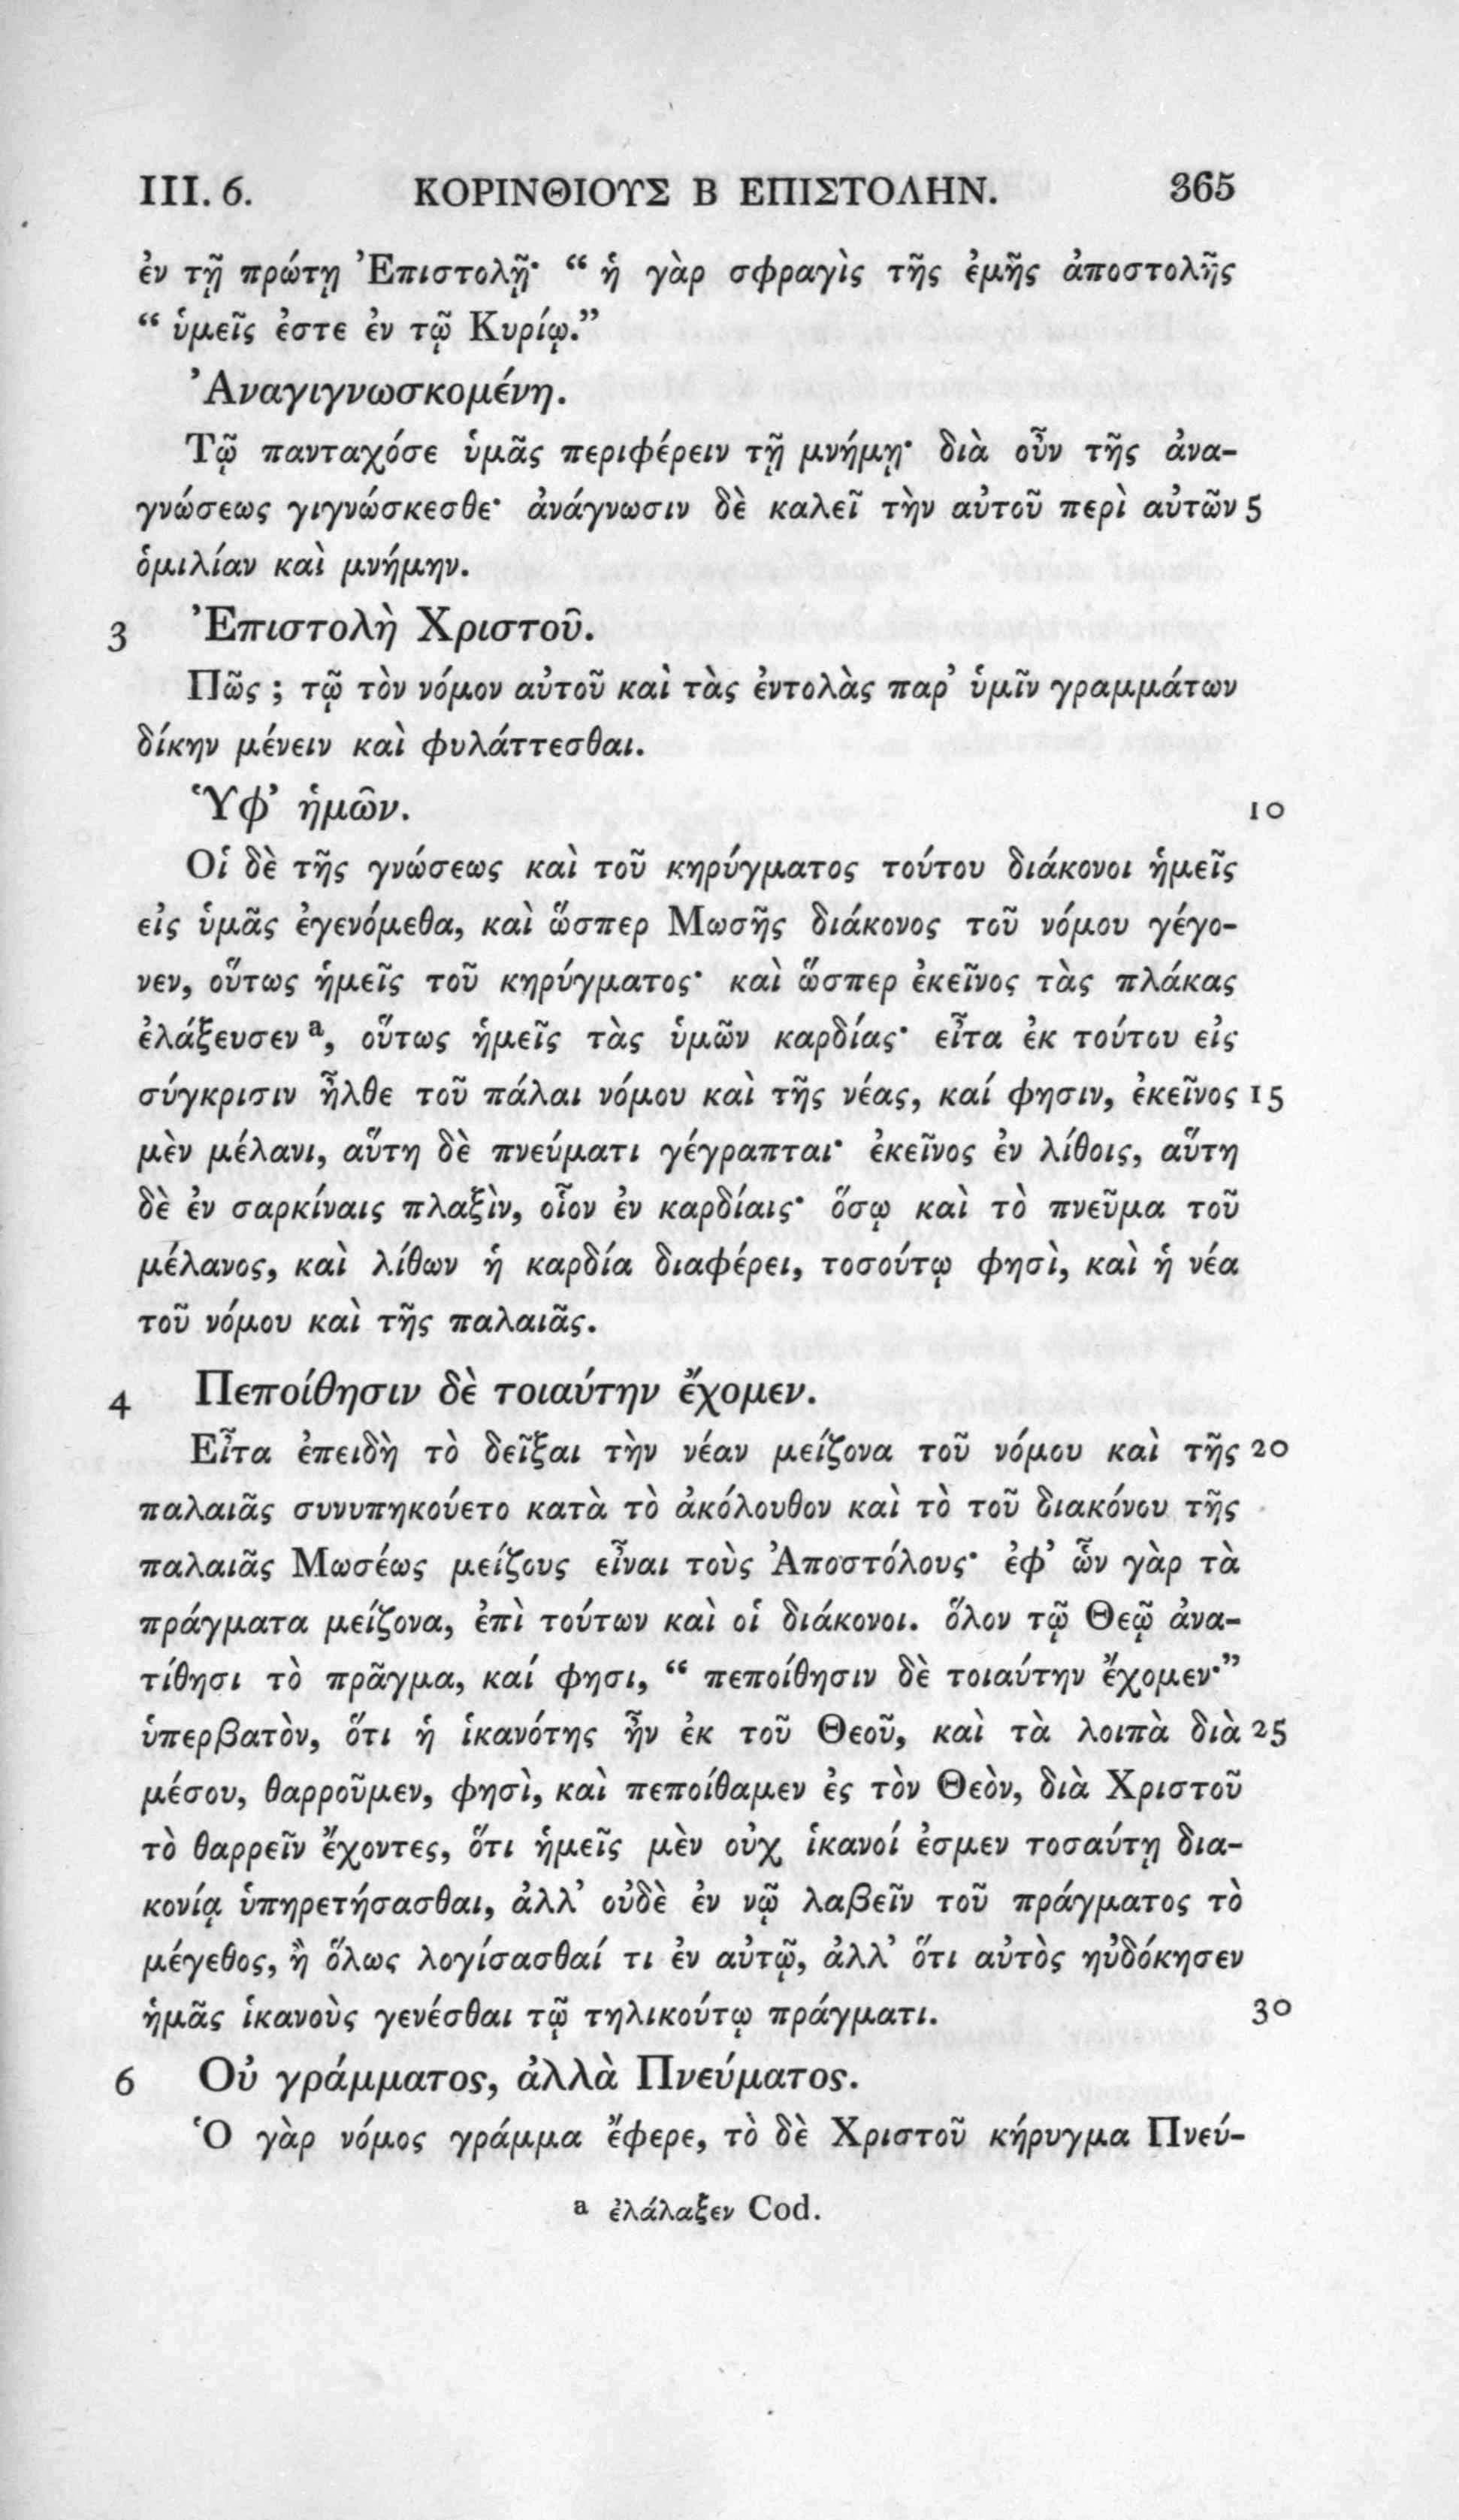 III. 6. ΚΟΡΙΝΘΙΟΥΣ Β ΕΠΙΣΤΟΛΗΝ. 365
ἐν τῇ πρώτῃ Ἐπιστολῇ· “ ἡ γὰρ σφραγὶς τῆς ἐμῆς ἀποστολῆς
“ ὑμεῖς ἐστε ἐν τῷ Κυρίῳ.”
Ἀναγιγνωσκομένη.
Τῷ πανταχόσε ὑμᾶς περιφέρειν τῇ μνήμῃ· διὰ οὖν τῆς ἀνα-
γνώσεως γιγνώσκεσθε· ἀνάγνωσιν δὲ καλεῖ τὴν αὐτοῦ περὶ αὐτῶν 5
ὁμιλίαν καὶ μνήμην.
3 Ἐπιστολὴ Χριστοῦ.
Πῶς ; τῷ τὸν νόμον αὐτοῦ καὶ τὰς ἐντολὰς παρ’ ὑμῖν γραμμάτων
δίκην μένειν καὶ φυλάττεσθαι.
Ὑφ’ ἡμῶν. 10
Οἱ δὲ τῆς γνώσεως καὶ τοῦ κηρύγματος τούτου διάκονοι ἡμεῖς
εἰς ὑμᾶς ἐγενόμεθα, καὶ ὥσπερ Μωσῆς διάκονος τοῦ νόμου γέγο-
νεν, οὕτως ἡμεῖς τοῦ κηρύγματος· καὶ ὥσπερ ἐκεῖνος τὰς πλάκας
ἐλάξευσεν a, οὕτως ἡμεῖς τὰς ὑμῶν καρδίας· εἶτα ἐκ τούτου εἰς
σύγκρισιν ἦλθε τοῦ πάλαι νόμου καὶ τῆς νέας, καί φησιν, ἐκεῖνος 15
μὲν μέλανι, αὕτη δὲ πνεύματι γέγραπται· ἐκεῖνος ἐν λίθοις, αὕτη
δὲ ἐν σαρκίναις πλαξὶν, οἷον ἐν καρδίαις· ὅσῳ καὶ τὸ πνεῦμα τοῦ
μέλανος, καὶ λίθων ἡ καρδία διαφέρει, τοσούτῳ φησὶ, καὶ ἡ νέα
τοῦ νόμου καὶ τῆς παλαιᾶς.
4 Πεποίθησιν δὲ τοιαύτην ἔχομεν.
Εἶτα ἐπειδὴ τὸ δεῖξαι τὴν νέαν μείζονα τοῦ νόμου καὶ τῆς 20
παλαιᾶς συνυπηκούετο κατὰ τὸ ἀκόλουθον καὶ τὸ τοῦ διακόνου τῆς
παλαιᾶς Μωσέως μείζους εἶναι τοὺς Ἀποστόλους· ἐφ’ ὧν γὰρ τὰ
πράγματα μείζονα, ἐπὶ τούτων καὶ οἱ διάκονοι. ὅλον τῷ Θεῷ ἀνα-
τίθησι τὸ πρᾶγμα, καί φησι, “ πεποίθησιν δὲ τοιαύτην ἔχομεν·”
ὑπερβατὸν, ὅτι ἡ ἱκανότης ἦν ἐκ τοῦ Θεοῦ, καὶ τὰ λοιπὰ διὰ 25
μέσου, θαρροῦμεν, φησὶ, καὶ πεποίθαμεν ἐς τὸν Θεὸν, διὰ Χριστοῦ
τὸ θαρρεῖν ἔχοντες, ὅτι ἡμεῖς μὲν οὐχ ἱκανοί ἐσμεν τοσαύτῃ δια-
κονίᾳ ὑπηρετήσασθαι, ἀλλ’ οὐδὲ ἐν νῷ λαβεῖν τοῦ πράγματος τὸ
μέγεθος, ἢ ὅλως λογίσασθαί τι ἐν αὐτῷ, ἀλλ’ ὅτι αὐτὸς ηὐδόκησεν
ἡμᾶς ἱκανοὺς γενέσθαι τῷ τηλικούτῳ πράγματι. 30
6 Οὐ γράμματος, ἀλλὰ Πνεύματος.
Ὁ γὰρ νόμος γράμμα ἔφερε, τὸ δὲ Χριστοῦ κήρυγμα Πνεύ-
a ἐλάλαξεν Cod.